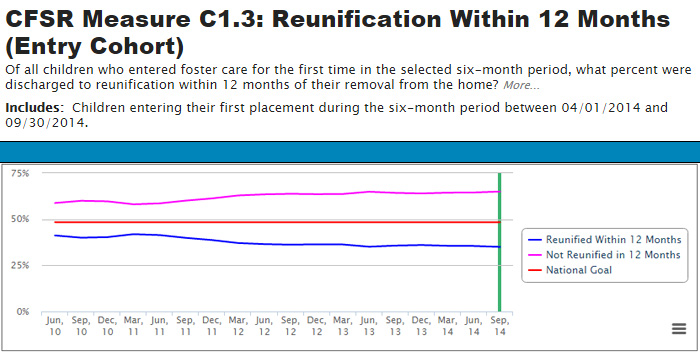 CFSR Measure C1.3: Reunification Within 12 Months
(Entry Cohort)
Of all children who entered foster care for the first time in the selected six-month period, what percent were
discharged to reunification within 12 months of their removal from the home? More...
Includes: Children entering their first placement during the six-month period between 04/01/2014 and
09/30/2014.
75%
50%
25%
0%
Jun, Sep, Dec, Mar, Jun, Sep, Dec, Mar, Jun, Sep, Dec, Mar, Jun, Sep, Dec, Mar, Jun, Sep,
10 10 10 11 11 11 11 12 12 12 12 13 13 13 13 14 14 14
Reunified Within 12 Months
Not Reunified in 12 Months
National Goal